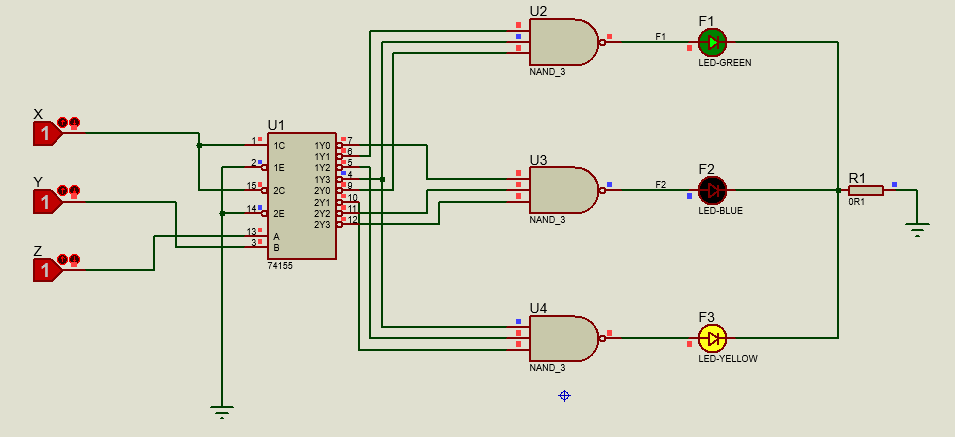 U2
F1
F1
NAND_3
LED-GREEN
X
1
U1
1 1C 1Y0 7
1Y1 6
2 1E 1Y2 5
1Y3 4
15 2C 2Y0 9
2Y1 10
14 2E 2Y2 11
2Y3 12
13 A
3 B
74155
Y
1
Z
1
U3
F2
F2
NAND_3
LED-BLUE
R1
0R1
U4
F3
NAND_3
LED-YELLOW